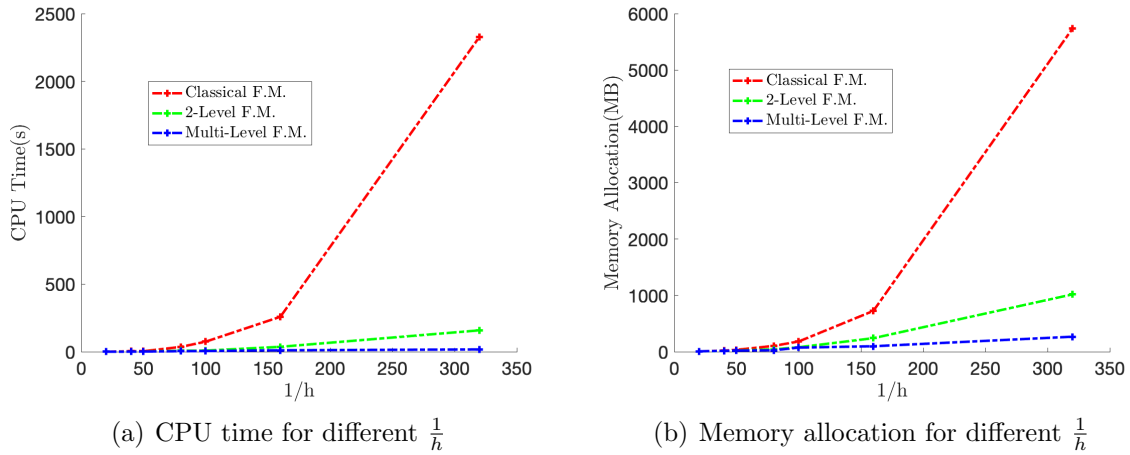 2500
2000
1500
1000
500
0
CPU Time(s)
Classical F.M.
2-Level F.M.
Multi-Level F.M.
0 50 100 150 200 250 300 350
1/h
(a) CPU time for different 1/h
6000
5000
4000
3000
2000
1000
0
Memory Allocation(MB)
Classical F.M.
2-Level F.M.
Multi-Level F.M.
0 50 100 150 200 250 300 350
1/h
(b) Memory allocation for different 1/h